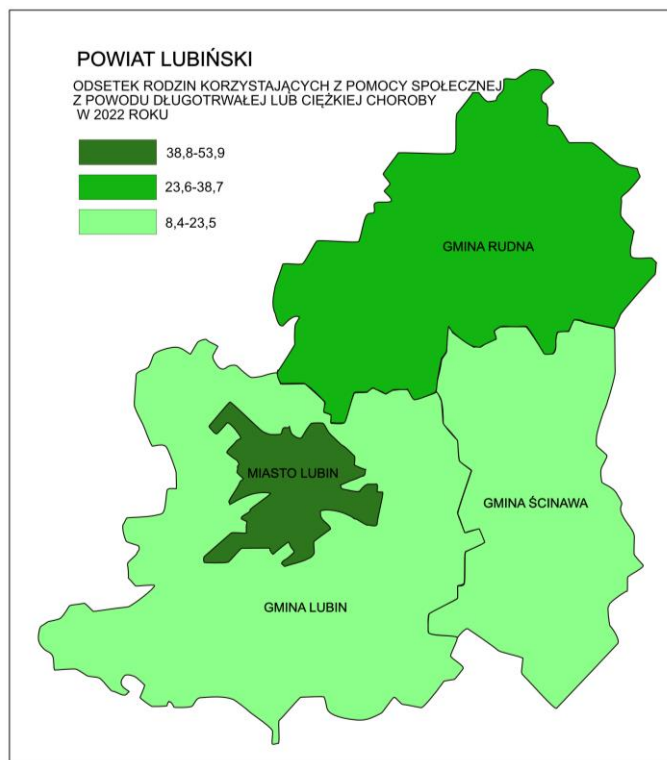 POWIAT LUBIŃSKI
ODSETEK RODZIN KORZYSTAJĄCYCH Z POMOCY SPOŁECZNEJ
Z POWODU DŁUGOTRWAŁEJ LUB CIĘŻKIEJ CHOROBY
W 2022 ROKU
38,8-53,9
23,6-38,7
8,4-23,5
GMINA RUDNA
MIASTO LUBIN
GMINA ŚCINAWA
GMINA LUBIN